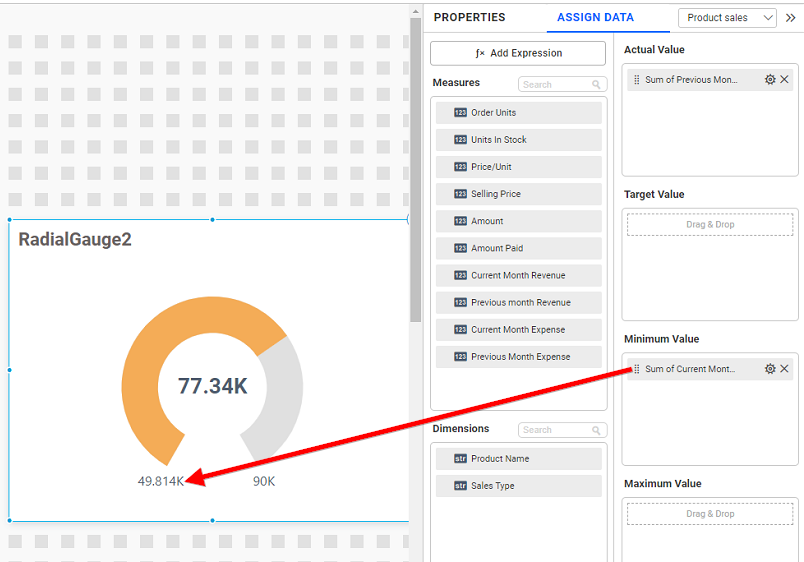 PROPERTIES
ASSIGN DATA
Product sales
ƒx Add Expression
Measures
Search
Order Units
Units In Stock
Price/Unit
Selling Price
Amount
Amount Paid
Current Month Revenue
Previous month Revenue
Current Month Expense
Previous Month Expense
Dimensions
Search
Product Name
Sales Type
123
123
123
123
123
123
123
123
123
123
str
str
Actual Value
Sum of Previous Mon...
Target Value
Drag & Drop
Minimum Value
Sum of Current Mont...
Maximum Value
Drag & Drop
RadialGauge2
77.34K
49.814K
90K